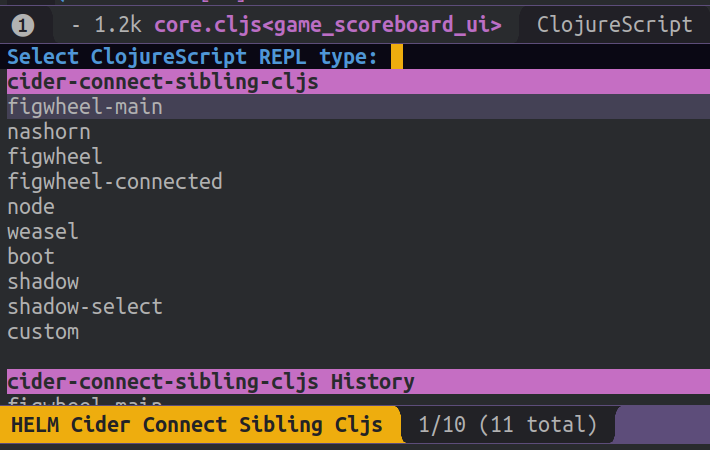 1 - 1.2k core.cljs<game_scoreboard_ui> ClojureScript
Select ClojureScript REPL type:
cider-connect-sibling-cljs
figwheel-main
nashorn
figwheel
figwheel-connected
node
weasel
boot
shadow
shadow-select
custom
cider-connect-sibling-cljs History
figwheel-main
HELM Cider Connect Sibling Cljs 1/10 (11 total)